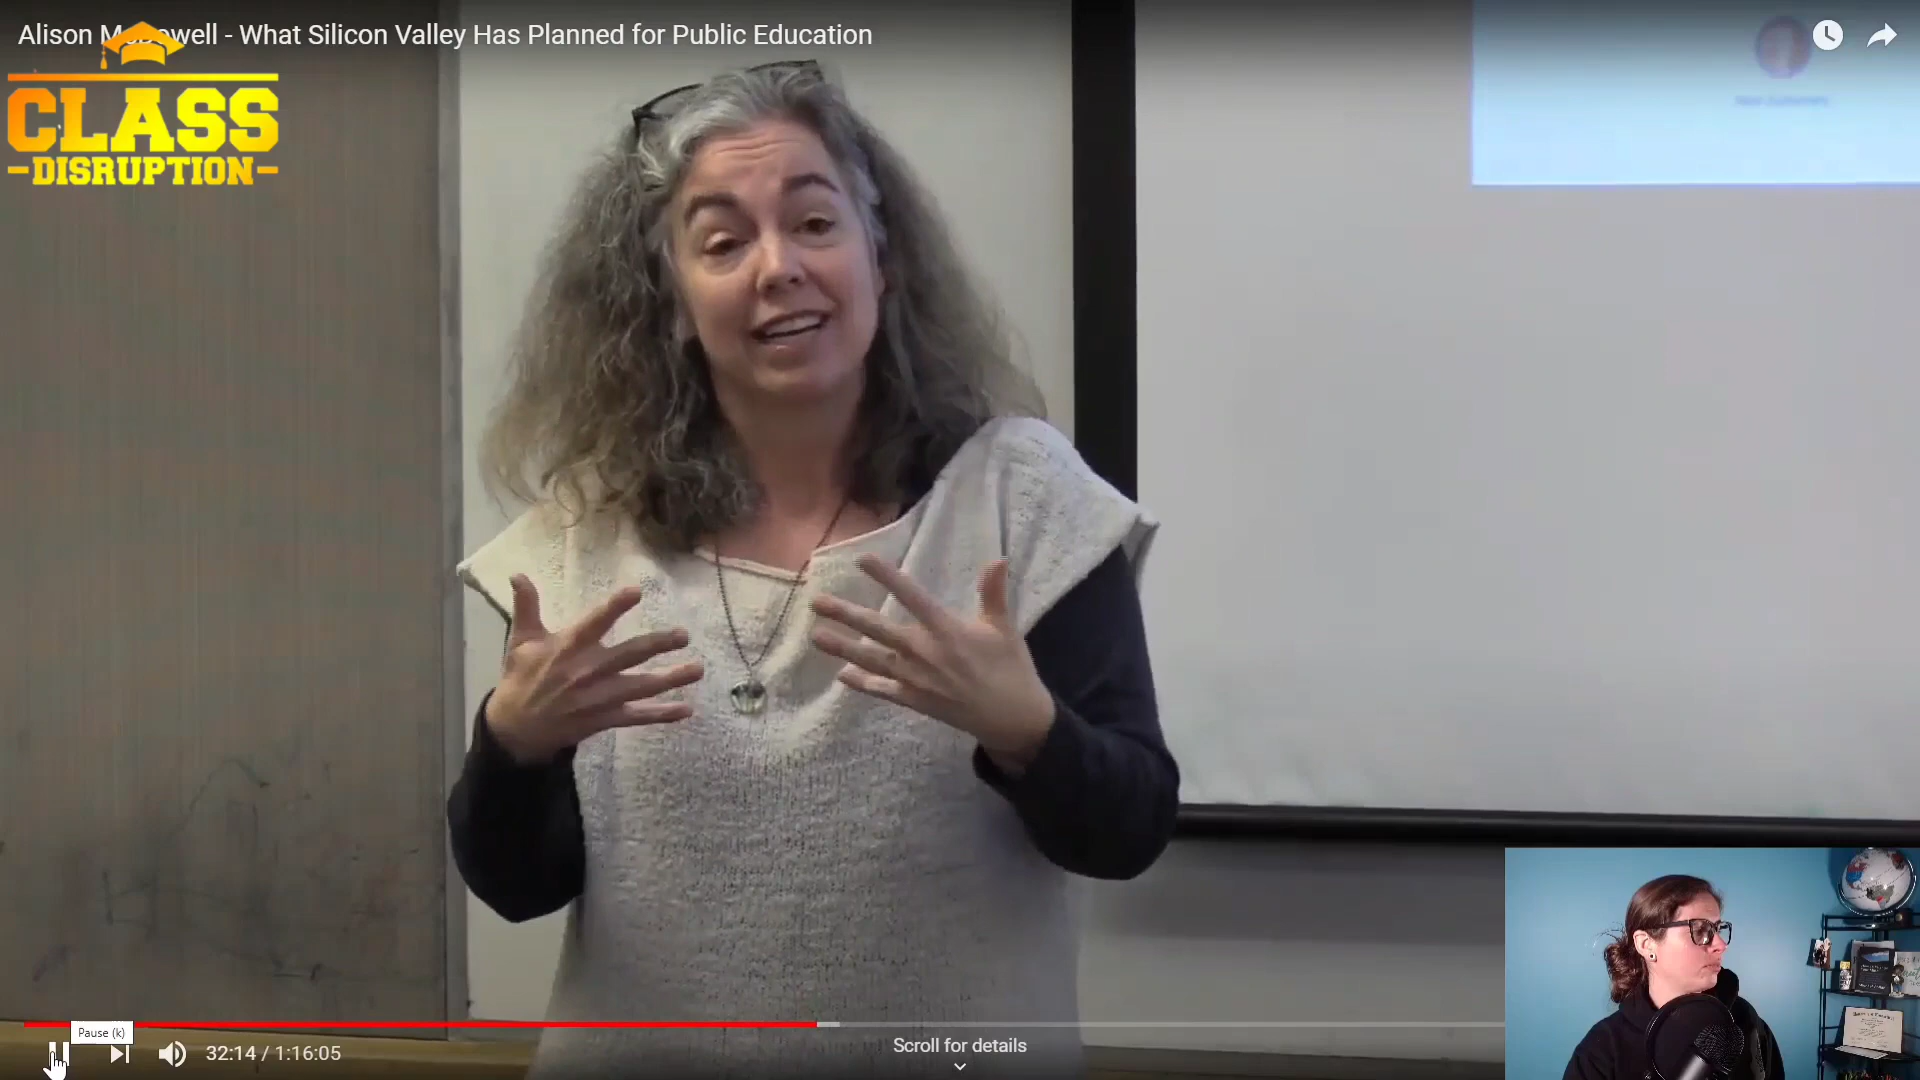 Alison McDowell - What Silicon Valley Has Planned for Public Education
CLASS
-DISRUPTION-
Pause (k)
32:14 / 1:16:05
Scroll for details